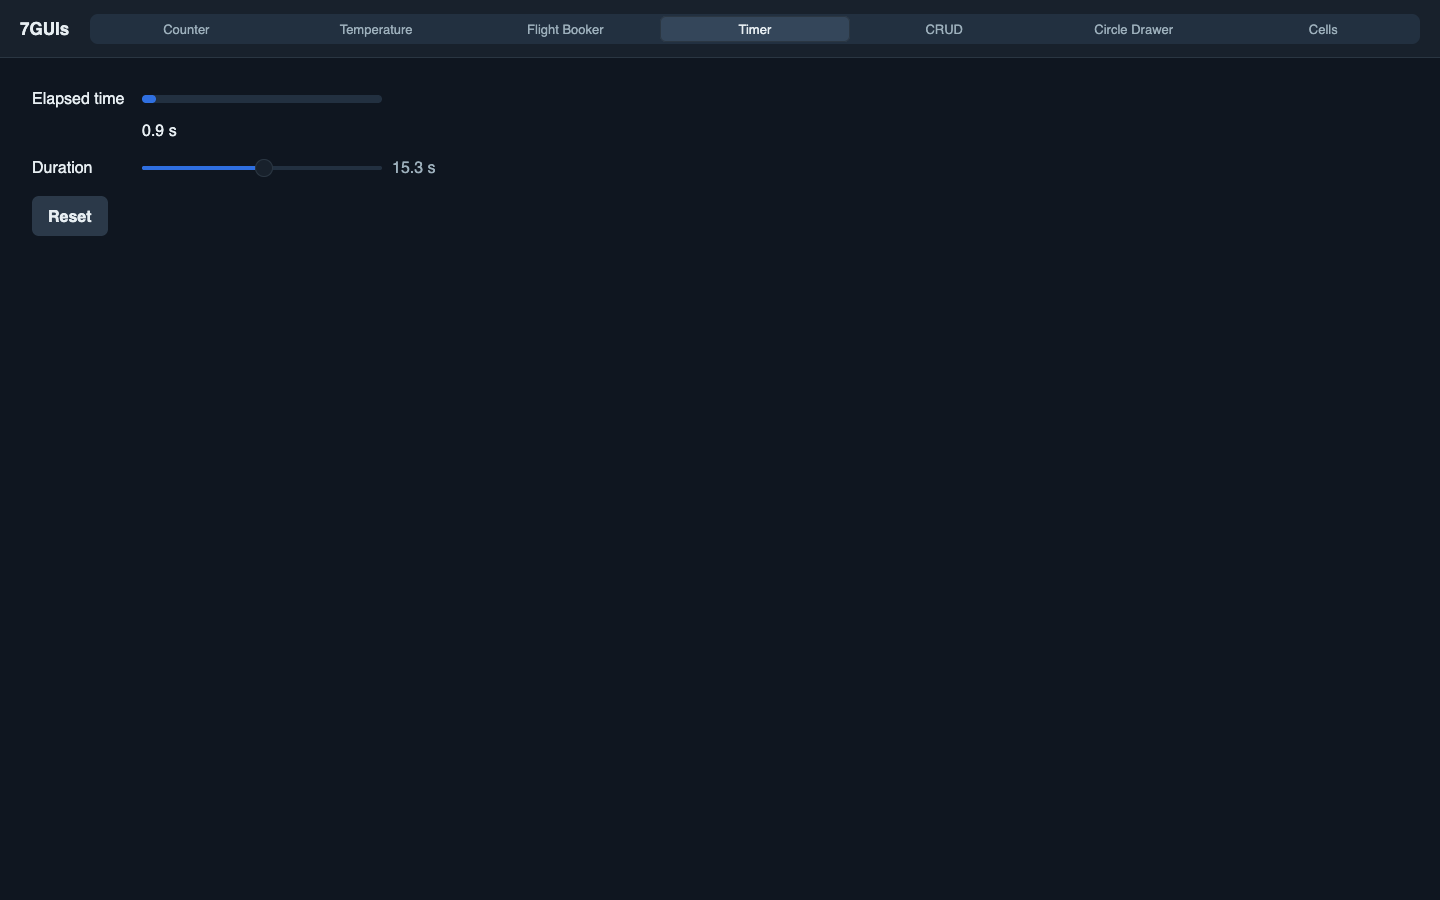 7GUIs Counter Temperature Flight Booker Timer CRUD Circle Drawer Cells
Elapsed time
0.9 s
Duration 15.3 s
Reset